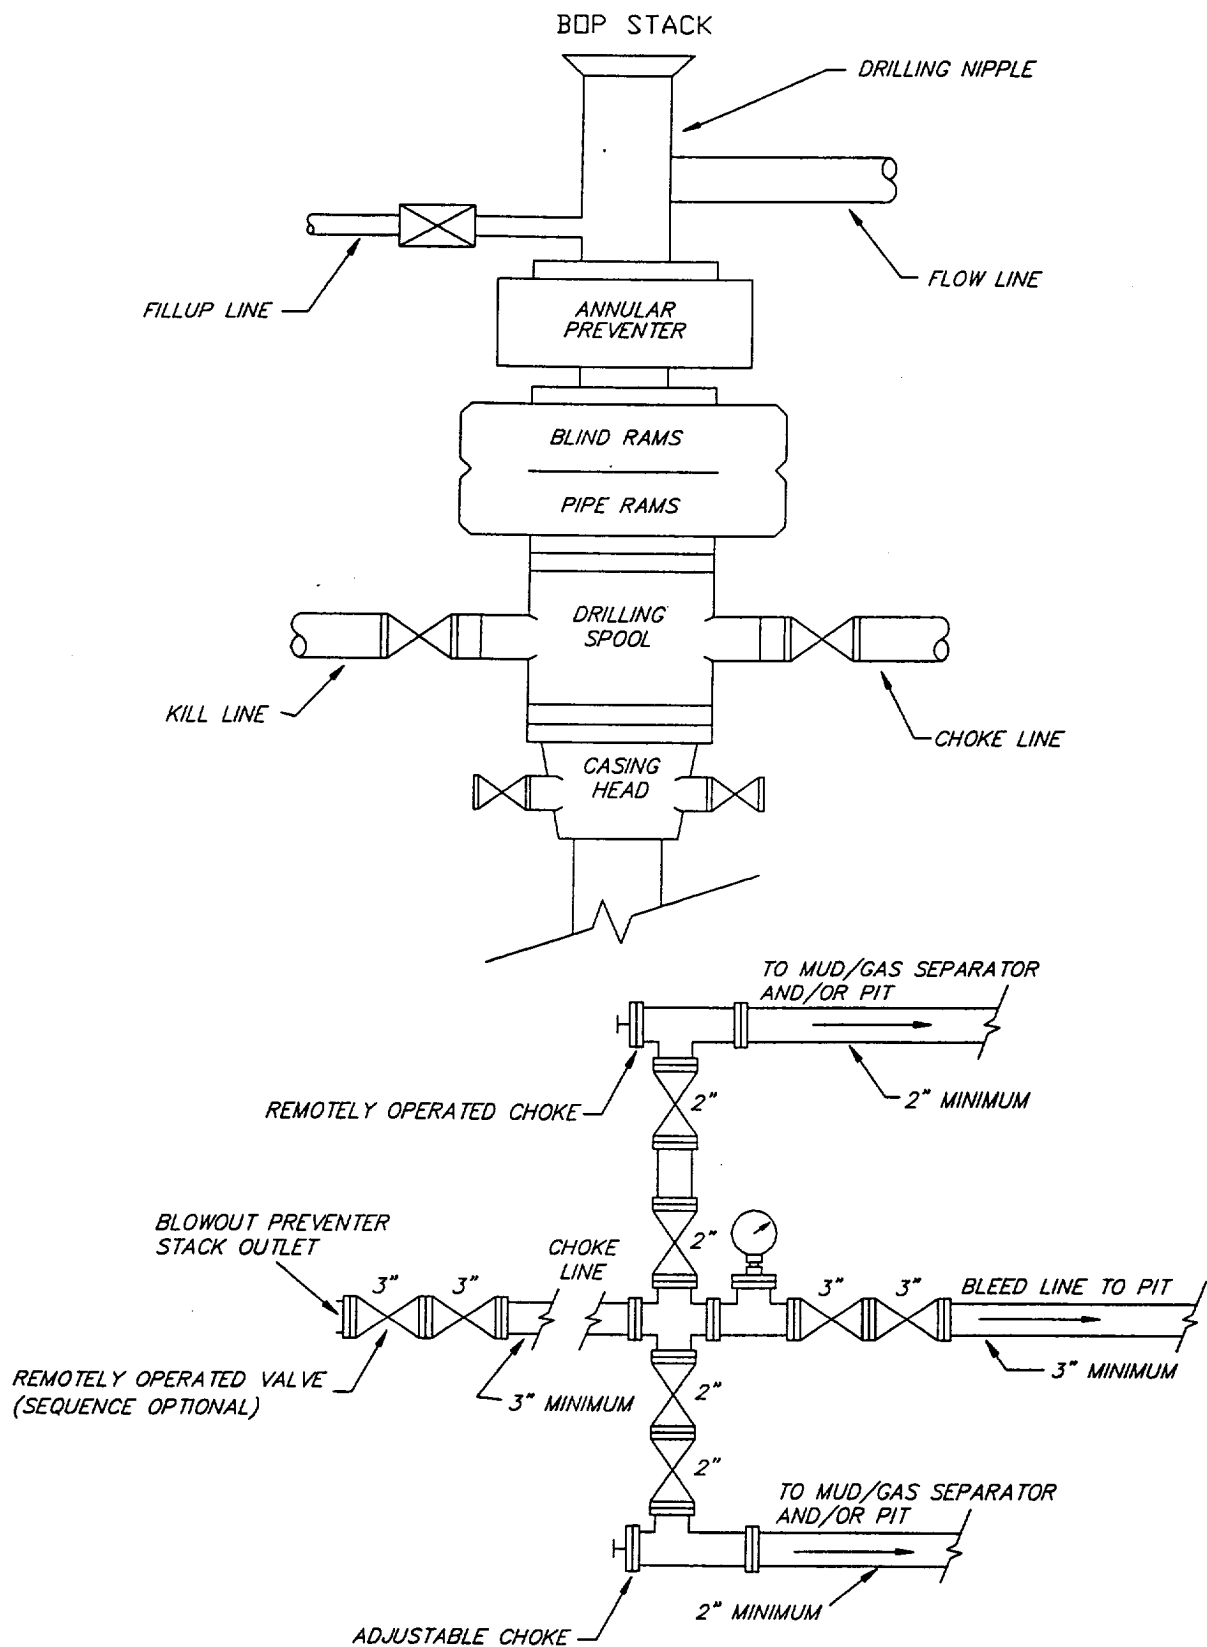 BOP STACK
DRILLING NIPPLE
FLOW LINE
FILLUP LINE
ANNULAR
PREVENTER
BLIND RAMS
PIPE RAMS
DRILLING
SPOOL
KILL LINE
CHOKE LINE
CASING
HEAD
TO MUD/GAS SEPARATOR
AND/OR PIT
2" MINIMUM
REMOTELY OPERATED CHOKE
2"
BLOWOUT PREVENTER
STACK OUTLET
CHOKE
LINE
2"
3"
3"
3"
3"
BLEED LINE TO PIT
REMOTELY OPERATED VALVE
(SEQUENCE OPTIONAL)
3" MINIMUM
3" MINIMUM
2"
2"
TO MUD/GAS SEPARATOR
AND/OR PIT
2" MINIMUM
ADJUSTABLE CHOKE